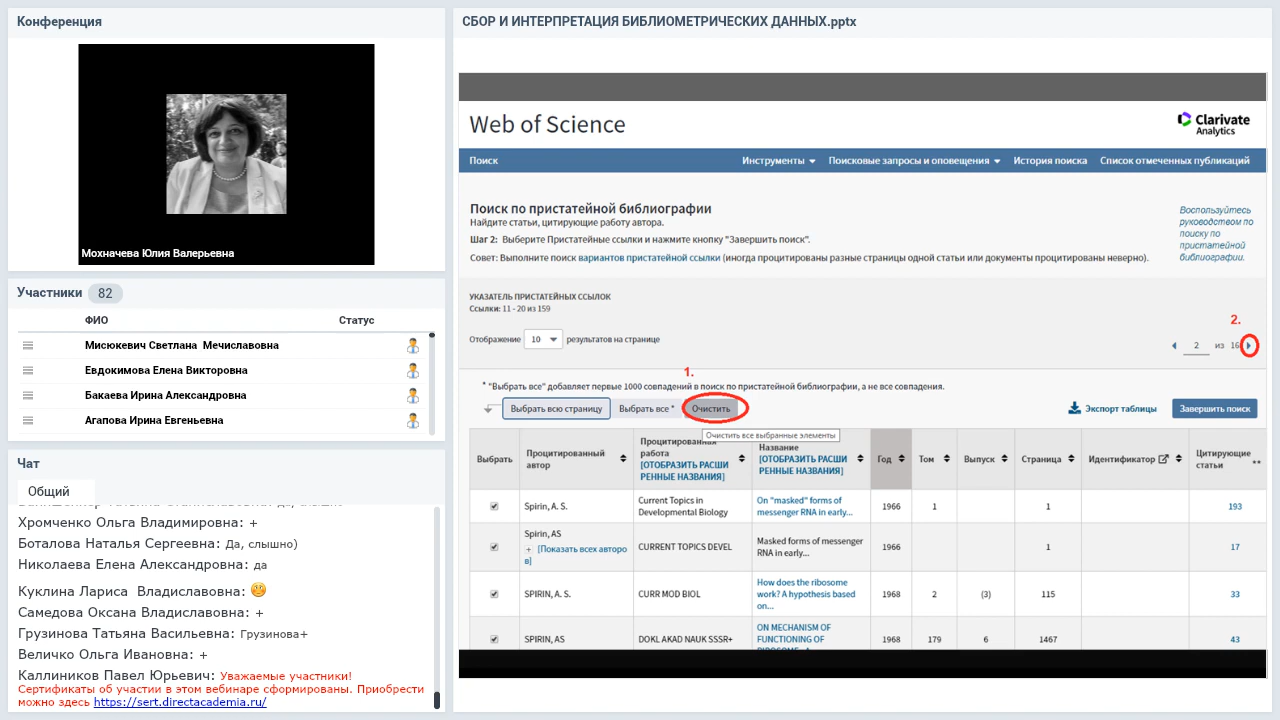 Конференция
Мохначева Юлия Валерьевна
Участники 82
ФИО Статус
Мисюкевич Светлана Мечиславовна
Евдокимова Елена Викторовна
Бакаева Ирина Александровна
Агапова Ирина Евгеньевна
Чат
Общий
Хромченко Ольга Владимировна: +
Боталова Наталья Сергеевна: Да, слышно)
Николаева Елена Александровна: да
Куклина Лариса Владиславовна:
Самедова Оксана Владиславовна: +
Грузинова Татьяна Васильевна: Грузинова+
Величко Ольга Ивановна: +
Каллиников Павел Юрьевич: Уважаемые участники!
Сертификаты об участии в этом вебинаре сформированы. Приобрести
можно здесь https://sert.directacademia.ru/
СБОР И ИНТЕРПРЕТАЦИЯ БИБЛИОМЕТРИЧЕСКИХ ДАННЫХ.pptx
Web of Science
Clarivate
Analytics
Поиск Инструменты Поисковые запросы и оповещения История поиска Список отмеченных публикаций
Поиск по пристатейной библиографии
Найдите статьи, цитирующие работу автора.
Шаг 2: Выберите Пристатейные ссылки и нажмите кнопку "Завершить поиск".
Совет: Выполните поиск вариантов пристатейной ссылки (иногда процитированы разные страницы одной статьи или документы процитированы неверно).
Воспользуйтесь
руководством по
поиску по
пристатейной
библиографии.
УКАЗАТЕЛЬ ПРИСТАТЕЙНЫХ ССЫЛОК
Ссылки: 11 - 20 из 159
Отображение 10 результатов на странице
2.
2 из 16
1.
* "Выбрать все" добавляет первые 1000 совпадений в поиск по пристатейной библиографии, а не все совпадения.
Выбрать всю страницу Выбрать все * Очистить Экспорт таблицы Завершить поиск
Очистить все выбранные элементы
Выбрать
Процитированный
автор
Процитированная
работа
[ОТОБРАЗИТЬ РАСШИ
РЕННЫЕ НАЗВАНИЯ]
Название
[ОТОБРАЗИТЬ РАСШИ
РЕННЫЕ НАЗВАНИЯ]
Год Том Выпуск Страница Идентификатор
Цитирующие
статьи **
Spirin, A. S.
Current Topics in
Developmental Biology
On "masked" forms of
messenger RNA in early...
1966 1 1 193
Spirin, AS
+ [Показать всех авторо
в]
CURRENT TOPICS DEVEL
Masked forms of messenger
RNA in early...
1966 1 17
SPIRIN, A. S.
CURR MOD BIOL
How does the ribosome
work? A hypothesis based
on...
1968 2 (3) 115 33
SPIRIN, AS
DOKL AKAD NAUK SSSR+
ON MECHANISM OF
FUNCTIONING OF
1968 179 6 1467 43